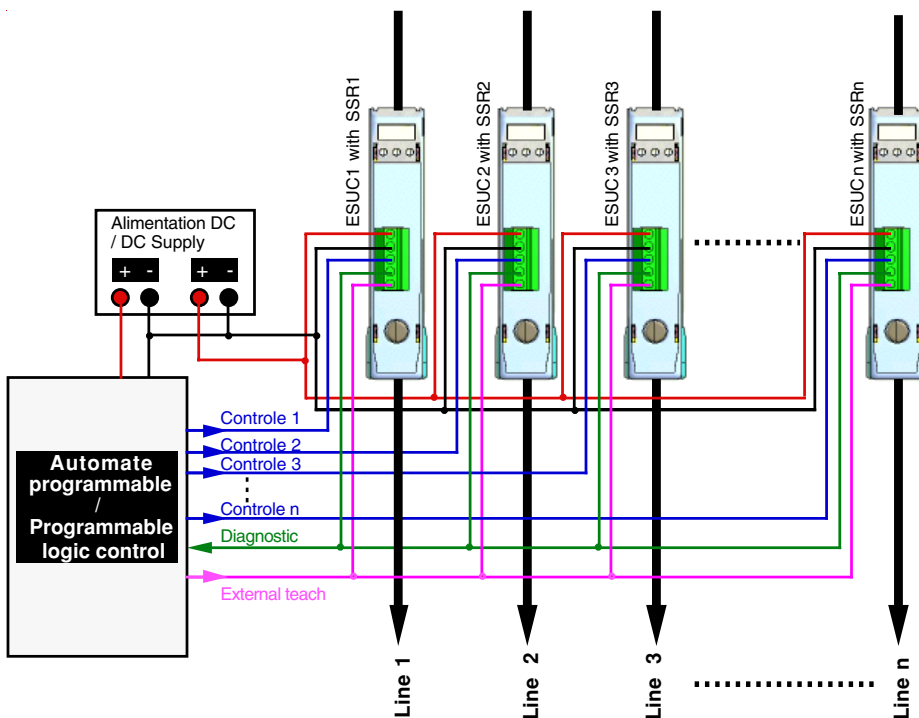 ESUC1 with SSR1
ESUC2 with SSR2
ESUC3 with SSR3
ESUCn with SSRn
Alimentation DC
/ DC Supply
+ - + -
Controle 1
Controle 2
Controle 3
Controle n
Diagnostic
External teach
Automate
programmable
/
Programmable
logic control
Line 1
Line 2
Line 3
Line n